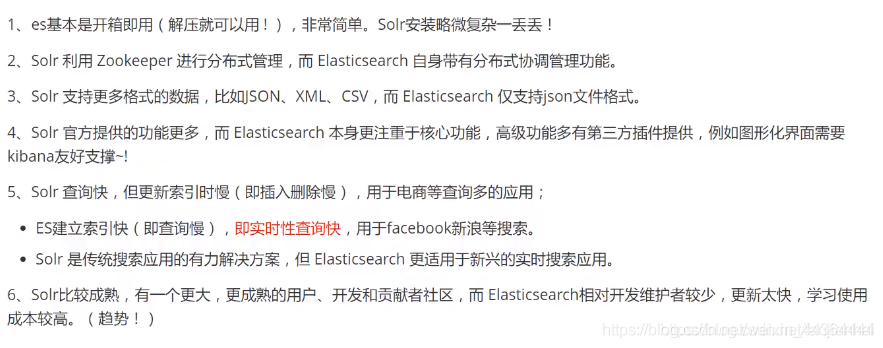 1、es基本是开箱即用（解压就可以用！），非常简单。Solr安装略微复杂一丢丢！
2、Solr 利用 Zookeeper 进行分布式管理，而 Elasticsearch 自身带有分布式协调管理功能。
3、Solr 支持更多格式的数据，比如JSON、XML、CSV，而 Elasticsearch 仅支持json文件格式。
4、Solr 官方提供的功能更多，而 Elasticsearch 本身更注重于核心功能，高级功能多有第三方插件提供，例如图形化界面需要
kibana友好支撑~!
5、Solr 查询快，但更新索引时慢（即插入删除慢），用于电商等查询多的应用；
• ES建立索引快（即查询慢），即实时性查询快，用于facebook新浪等搜索。
• Solr 是传统搜索应用的有力解决方案，但 Elasticsearch 更适用于新兴的实时搜索应用。
6、Solr比较成熟，有一个更大，更成熟的用户、开发和贡献者社区，而 Elasticsearch相对开发维护者较少，更新太快，学习使用
成本较高。（趋势！）